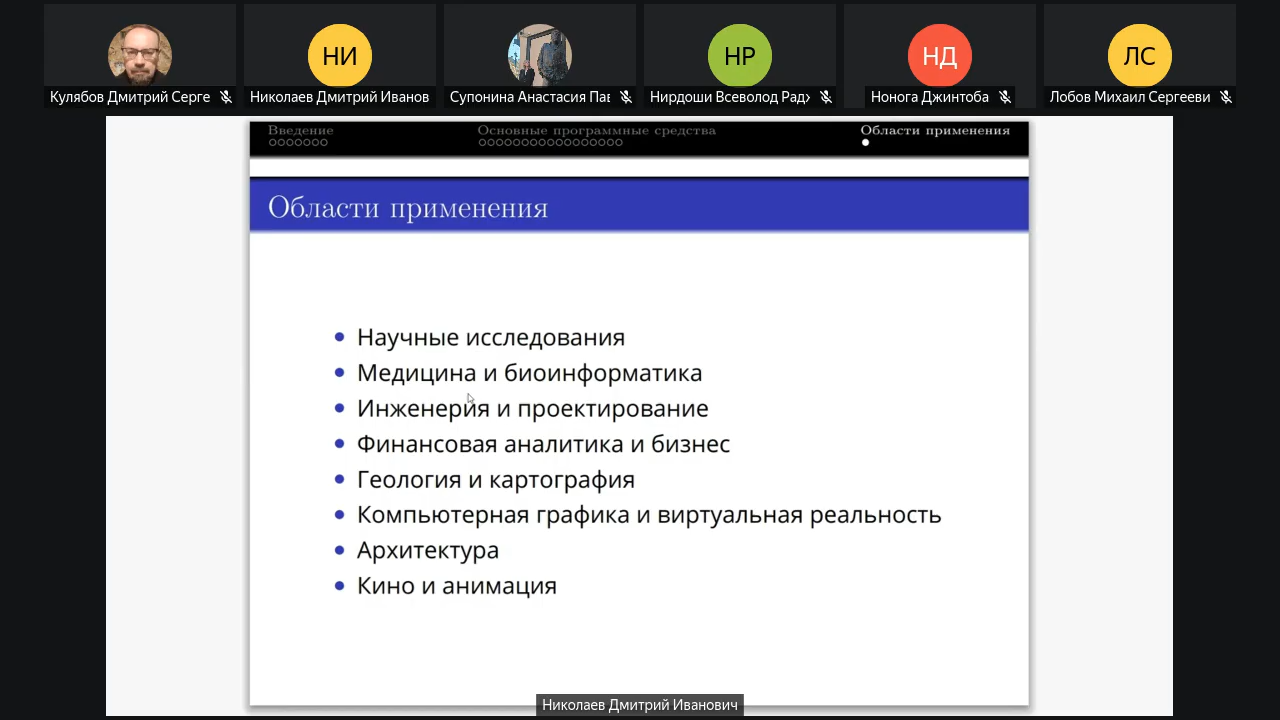 НИ
НР
НД
ЛС
Кулябов Дмитрий Серге
Николаев Дмитрий Иванов
Супонина Анастасия Пав
Нирдоши Всеволод Радж
Нонога Джинтоба
Лобов Михаил Сергееви
Введение
Основные программные средства
Области применения
Области применения
Научные исследования
Медицина и биоинформатика
Инженерия и проектирование
Финансовая аналитика и бизнес
Геология и картография
Компьютерная графика и виртуальная реальность
Архитектура
Кино и анимация
Николаев Дмитрий Иванович